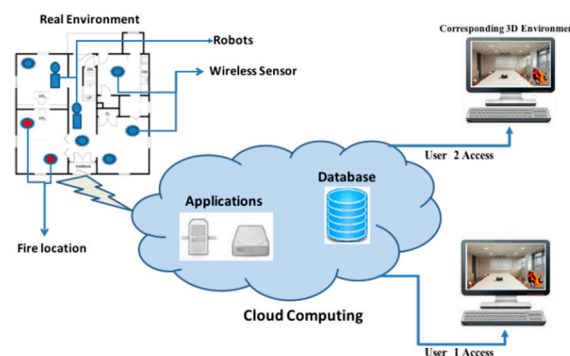 Real Environment
Corresponding 3D Environment
Robots
Wireless Sensor
User 2 Access
Applications
Database
Fire location
Cloud Computing
User 1 Access